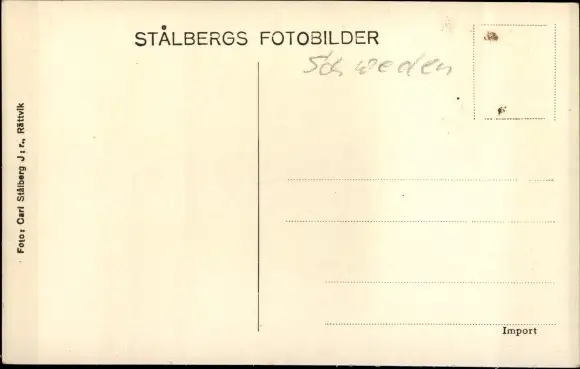 STÅLBERGS FOTOBILDER
Schweden
Foto: Carl Stålberg J:r., Rättvik
Import